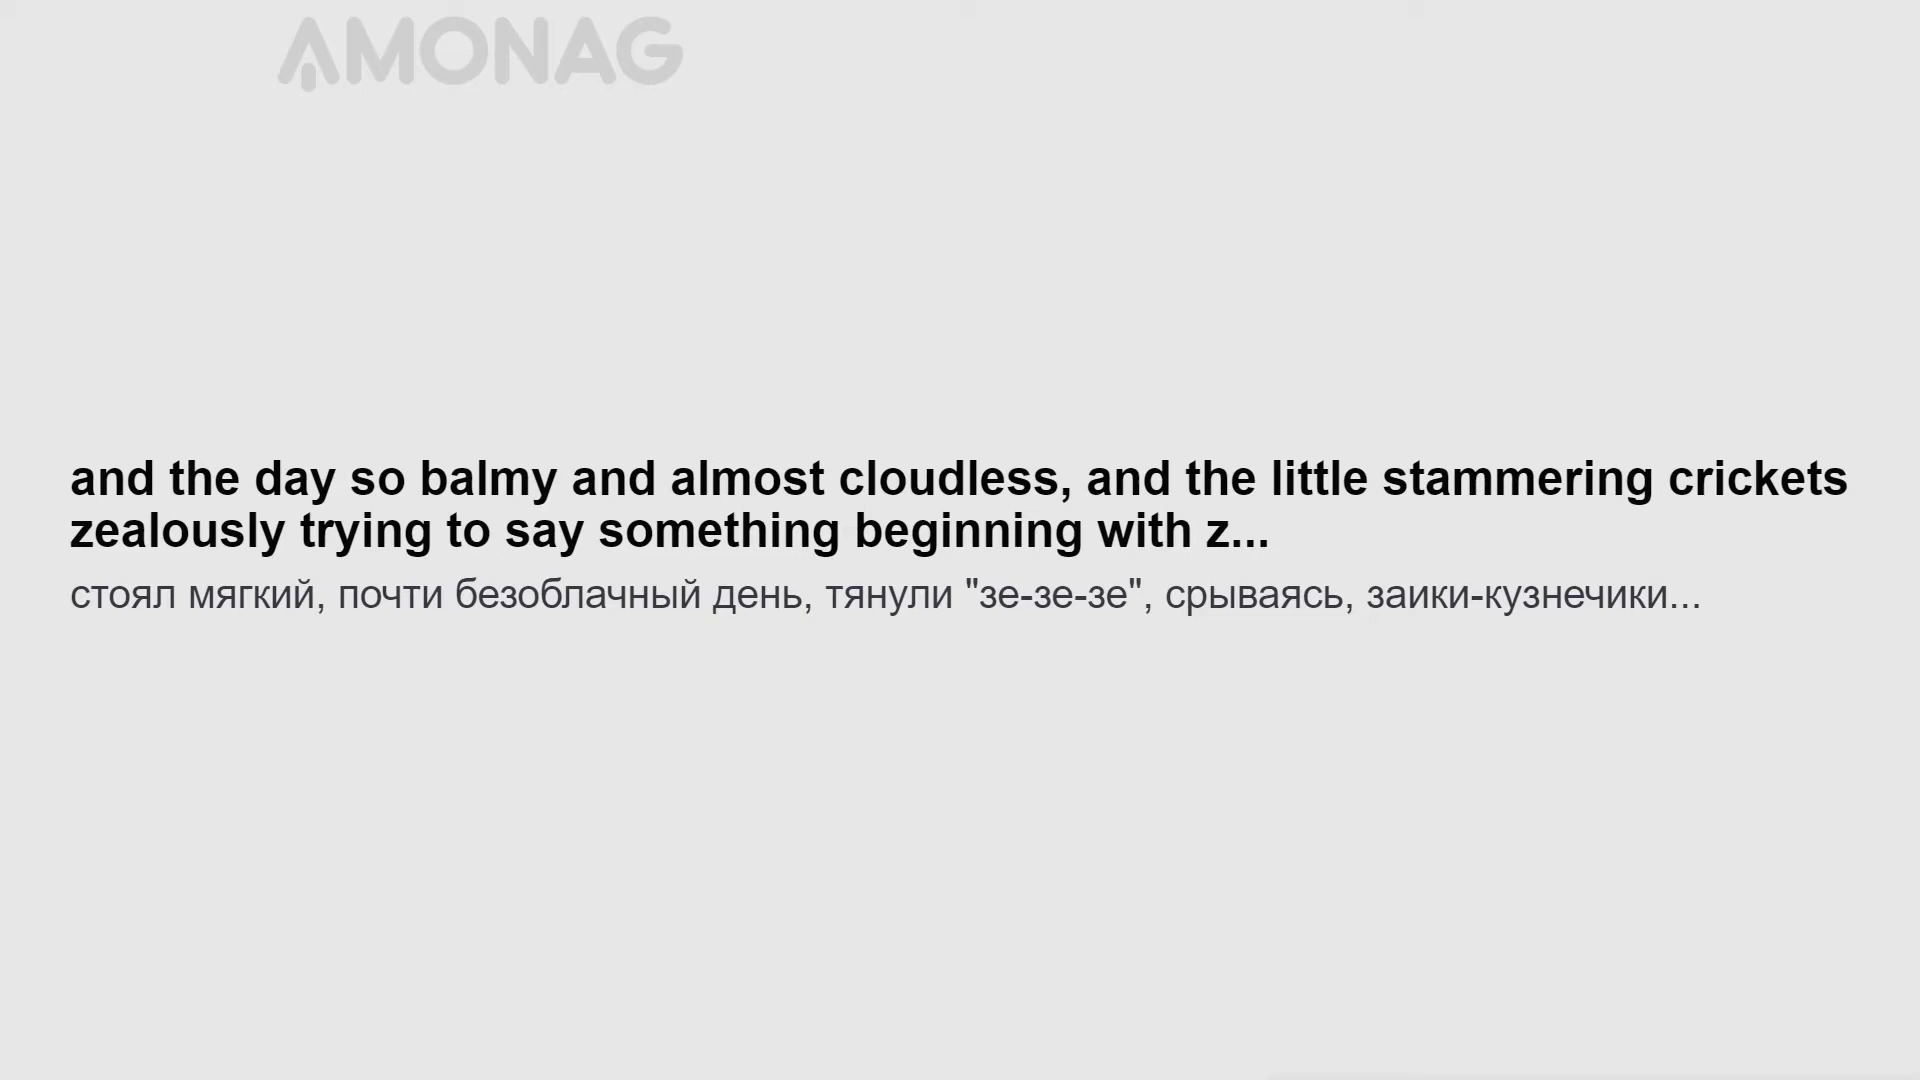 AMONAG
and the day so balmy and almost cloudless, and the little stammering crickets
zealously trying to say something beginning with z...
стоял мягкий, почти безоблачный день, тянули "зе-зе-зе", срываясь, заики-кузнечики...